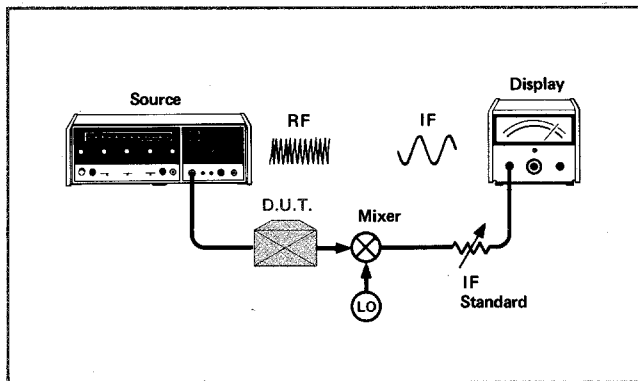 Source
RF
IF
Display
D.U.T.
Mixer
LO
IF
Standard